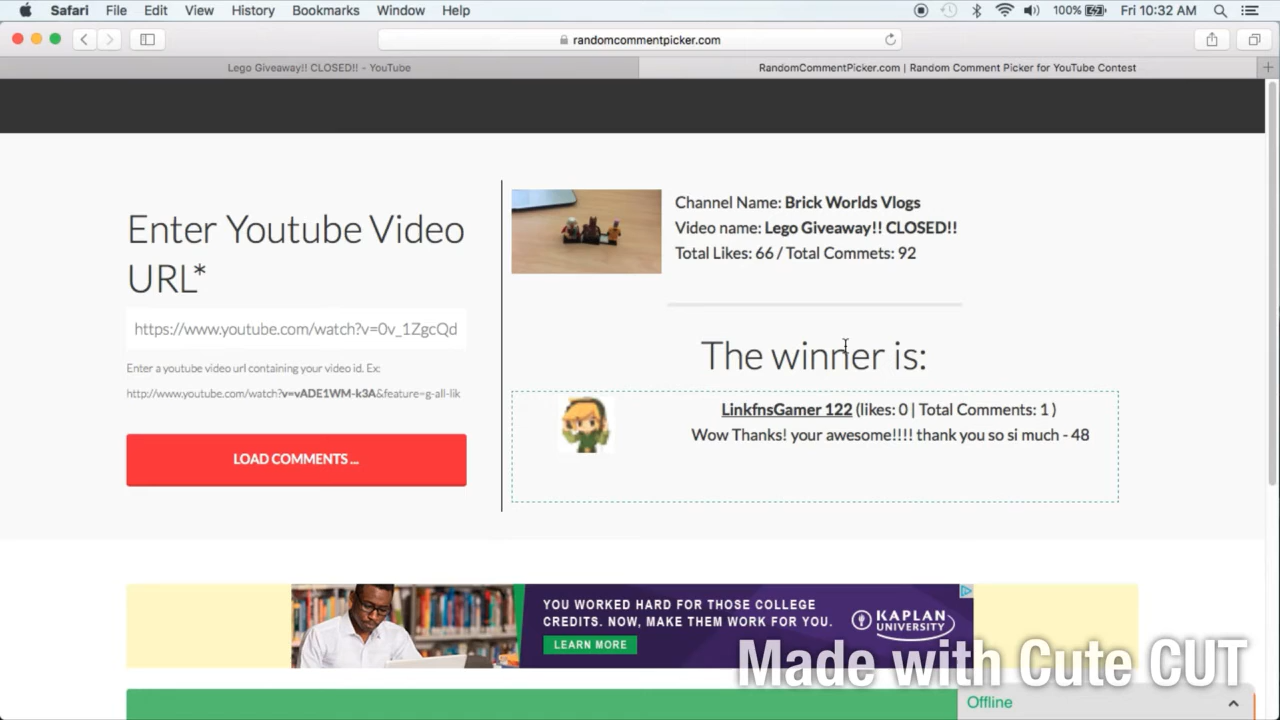 Safari File Edit View History Bookmarks Window Help 100% Fri 10:32 AM
randomcommentpicker.com
Lego Giveaway!! CLOSED!! - YouTube
RandomCommentPicker.com | Random Comment Picker for YouTube Contest
Enter Youtube Video
URL*
https://www.youtube.com/watch?v=0v_1ZgcQd
Enter a youtube video url containing your video id. Ex:
http://www.youtube.com/watch?v=vADE1WM-k3A&feature=g-all-lik
LOAD COMMENTS ...
Channel Name: Brick Worlds Vlogs
Video name: Lego Giveaway!! CLOSED!!
Total Likes: 66 / Total Commets: 92
The winner is:
LinkfnsGamer 122 (likes: 0 | Total Comments: 1 )
Wow Thanks! your awesome!!!! thank you so si much - 48
YOU WORKED HARD FOR THOSE COLLEGE
CREDITS. NOW, MAKE THEM WORK FOR YOU.
LEARN MORE
KAPLAN
UNIVERSITY
Made with Cute CUT
Offline